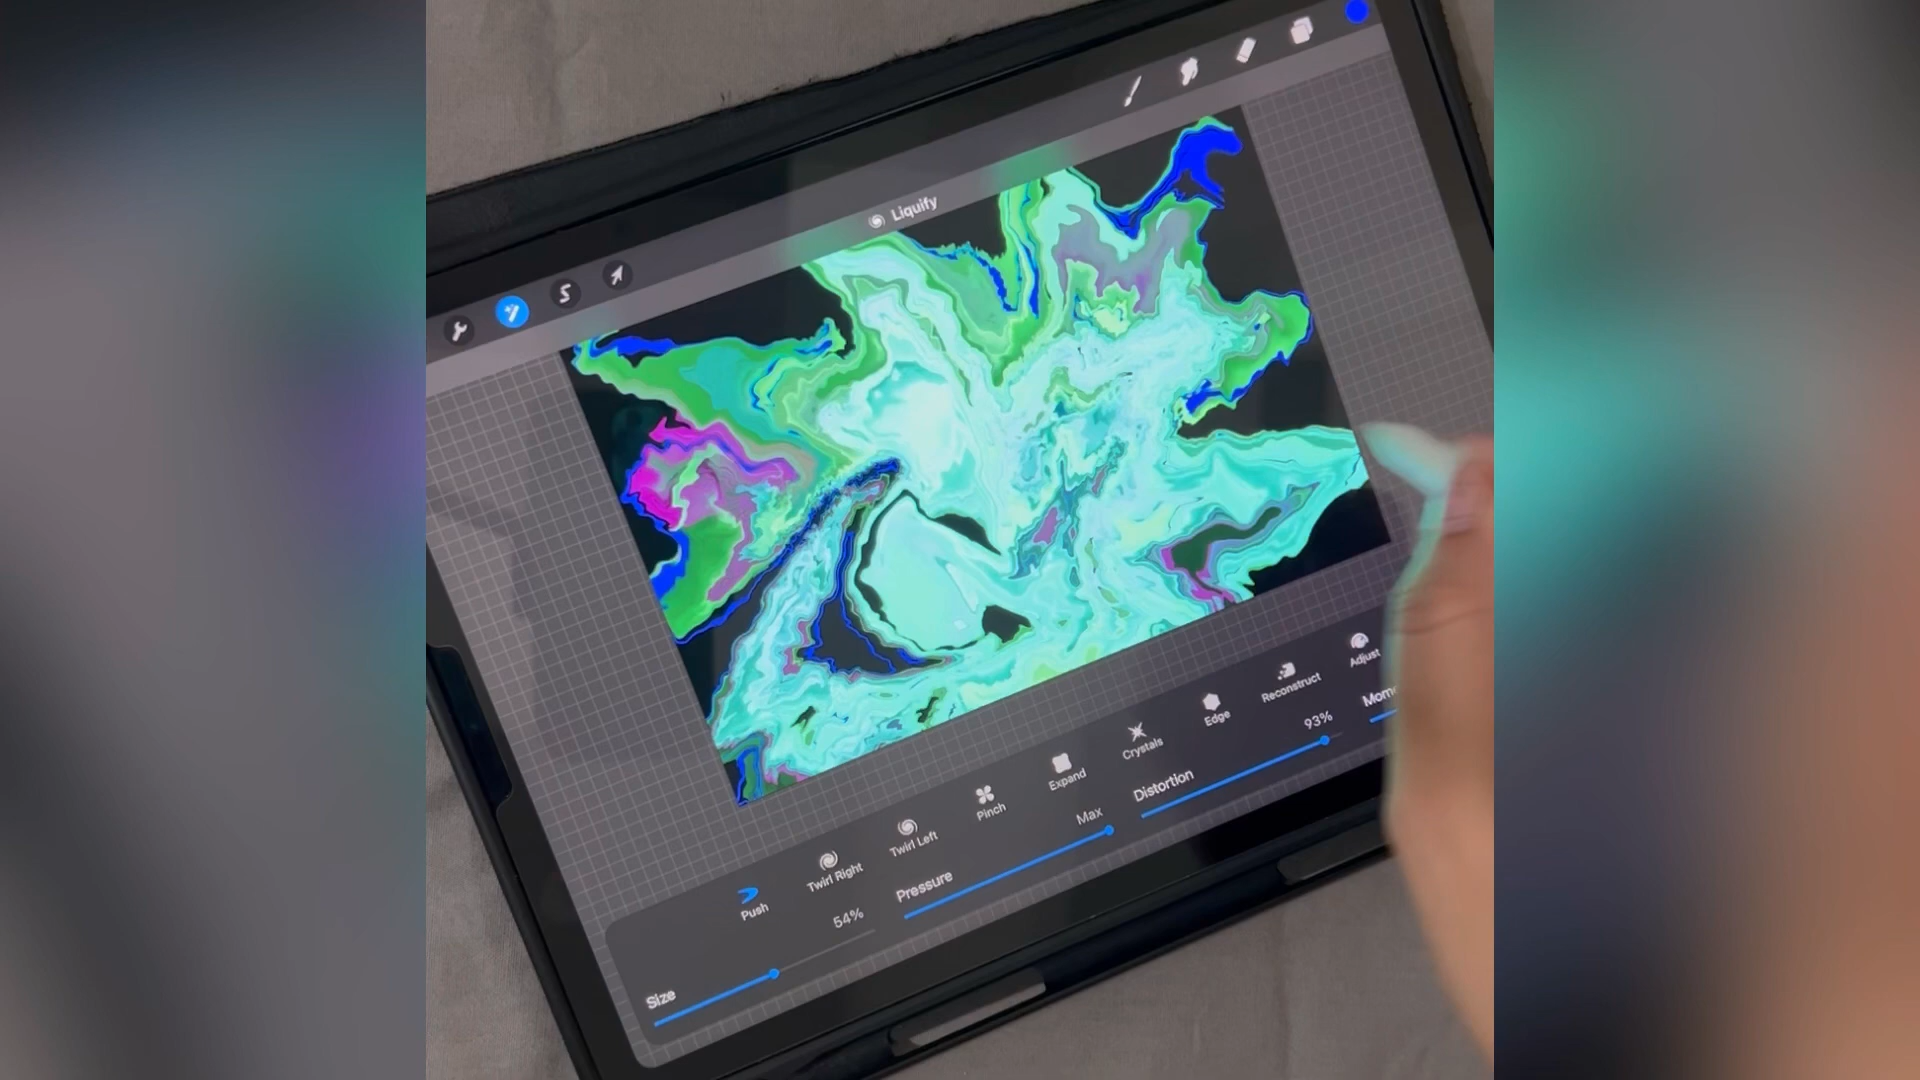 Liquify
Push
Twirl Right
Twirl Left
Pinch
Expand
Crystals
Edge
Reconstruct
Adjust
Size
54%
Pressure
Max
Distortion
93%